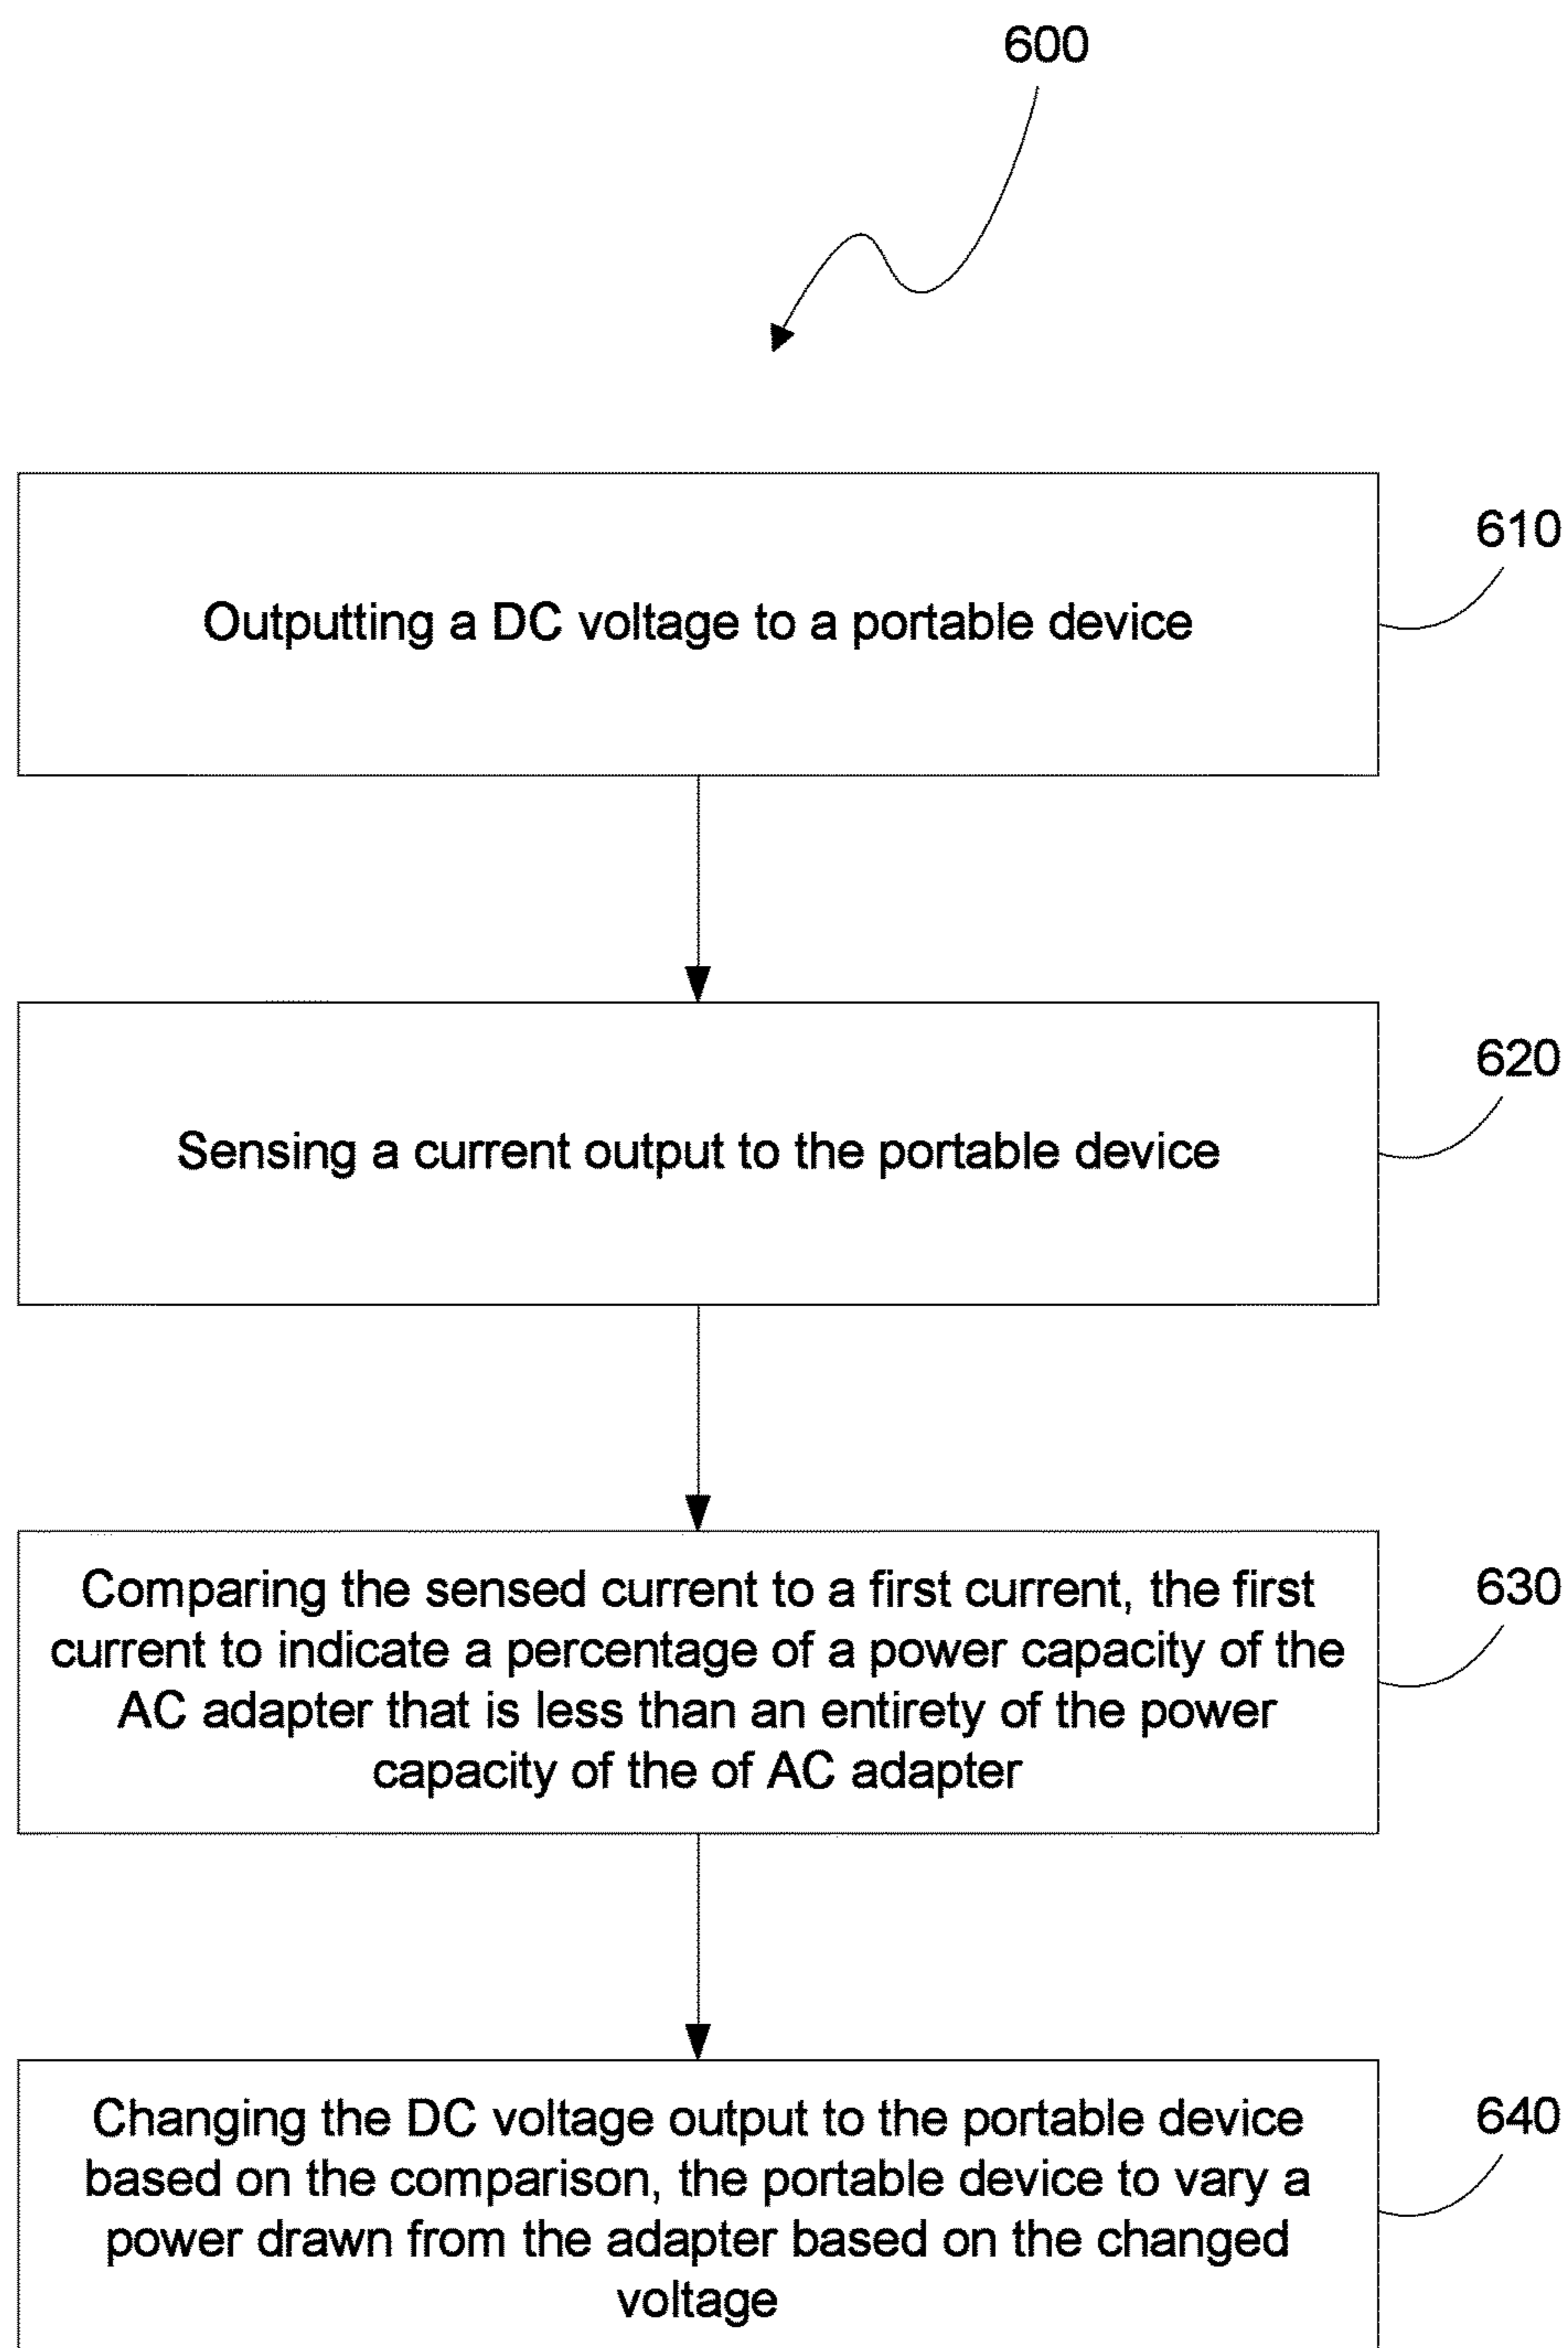 600
Outputting a DC voltage to a portable device
610
Sensing a current output to the portable device
620
Comparing the sensed current to a first current, the first
current to indicate a percentage of a power capacity of the
AC adapter that is less than an entirety of the power
capacity of the of AC adapter
630
Changing the DC voltage output to the portable device
based on the comparison, the portable device to vary a
power drawn from the adapter based on the changed
voltage
640